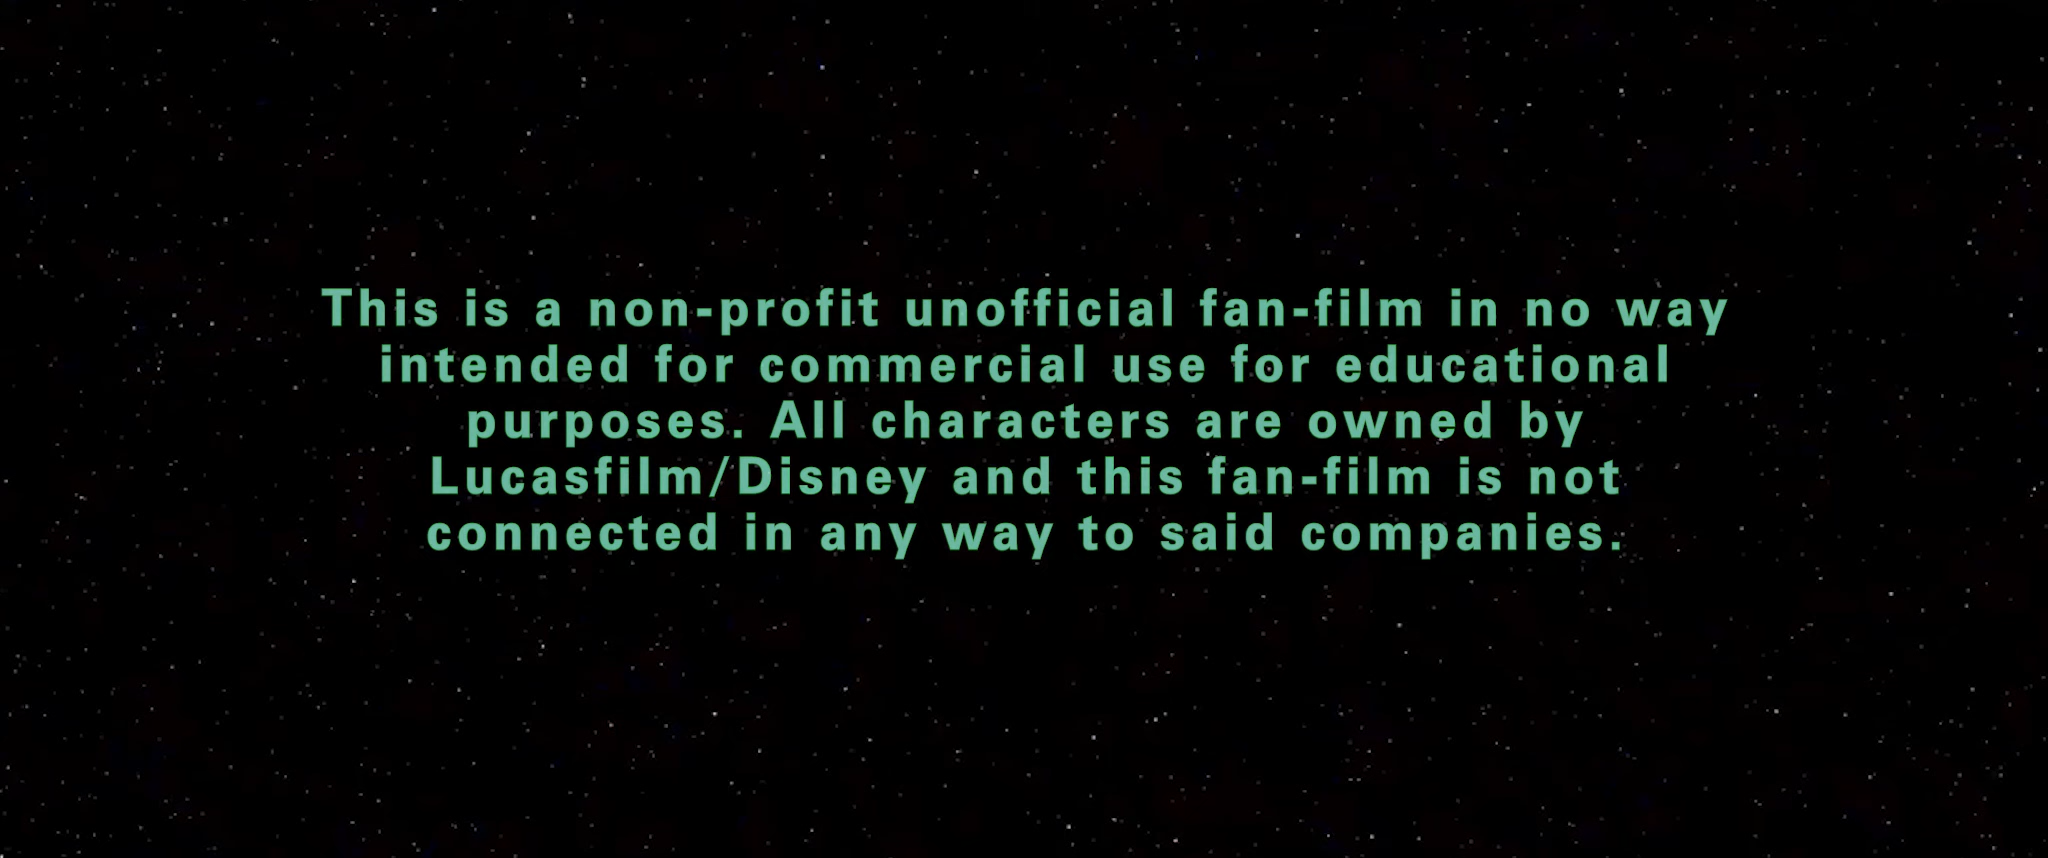 This is a non-profit unofficial fan-film in no way
intended for commercial use for educational
purposes. All characters are owned by
Lucasfilm/Disney and this fan-film is not
connected in any way to said companies.